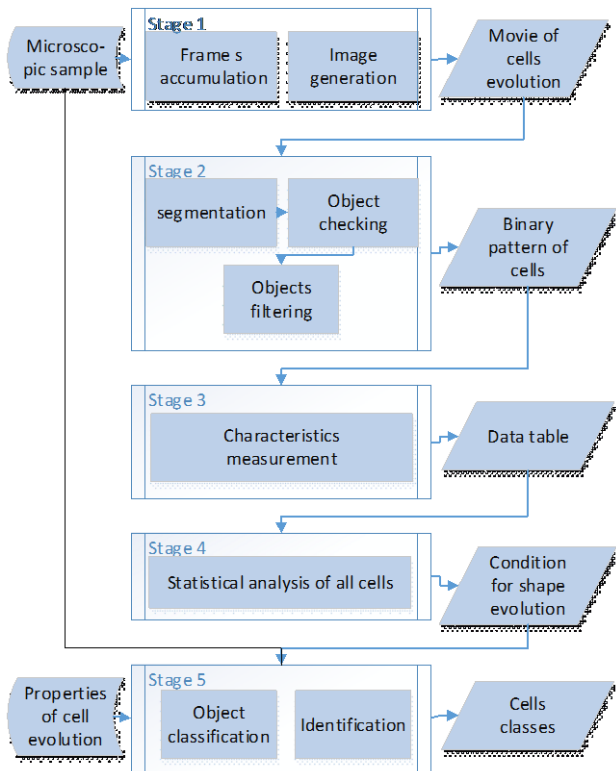 Microsco-
pic sample
Stage 1
Frame s
accumulation
Image
generation
Movie of
cells
evolution
Stage 2
segmentation
Object
checking
Objects
filtering
Binary
pattern of
cells
Stage 3
Characteristics
measurement
Data table
Stage 4
Statistical analysis of all cells
Condition
for shape
evolution
Properties
of cell
evolution
Stage 5
Object
classification
Identification
Cells
classes